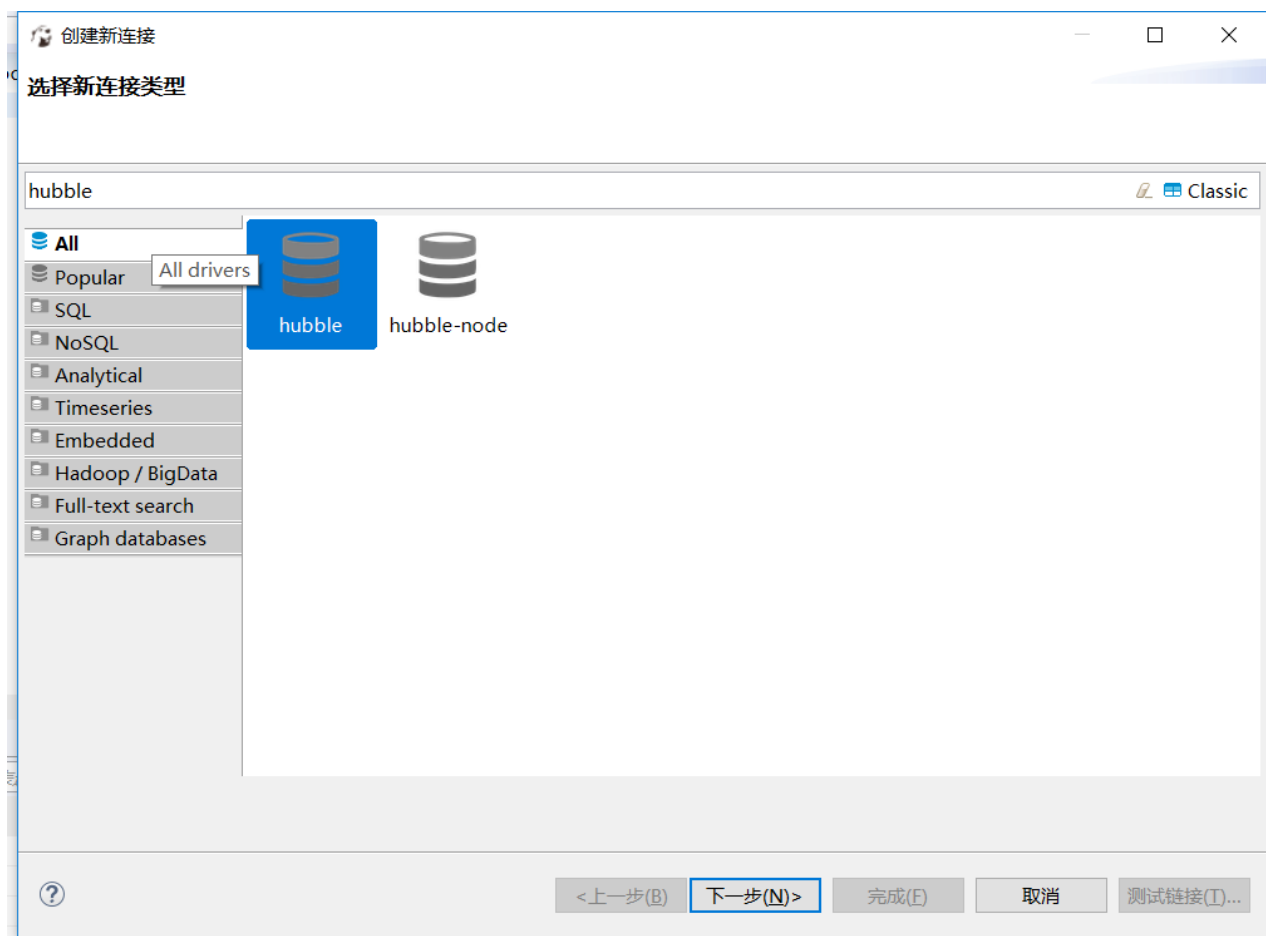 创建新连接
选择新连接类型
hubble
Classic
All
All drivers
Popular
SQL
NoSQL
Analytical
Timeseries
Embedded
Hadoop / BigData
Full-text search
Graph databases
hubble
hubble-node
<上一步(B)
下一步(N)>
完成(F)
取消
测试链接(T)...